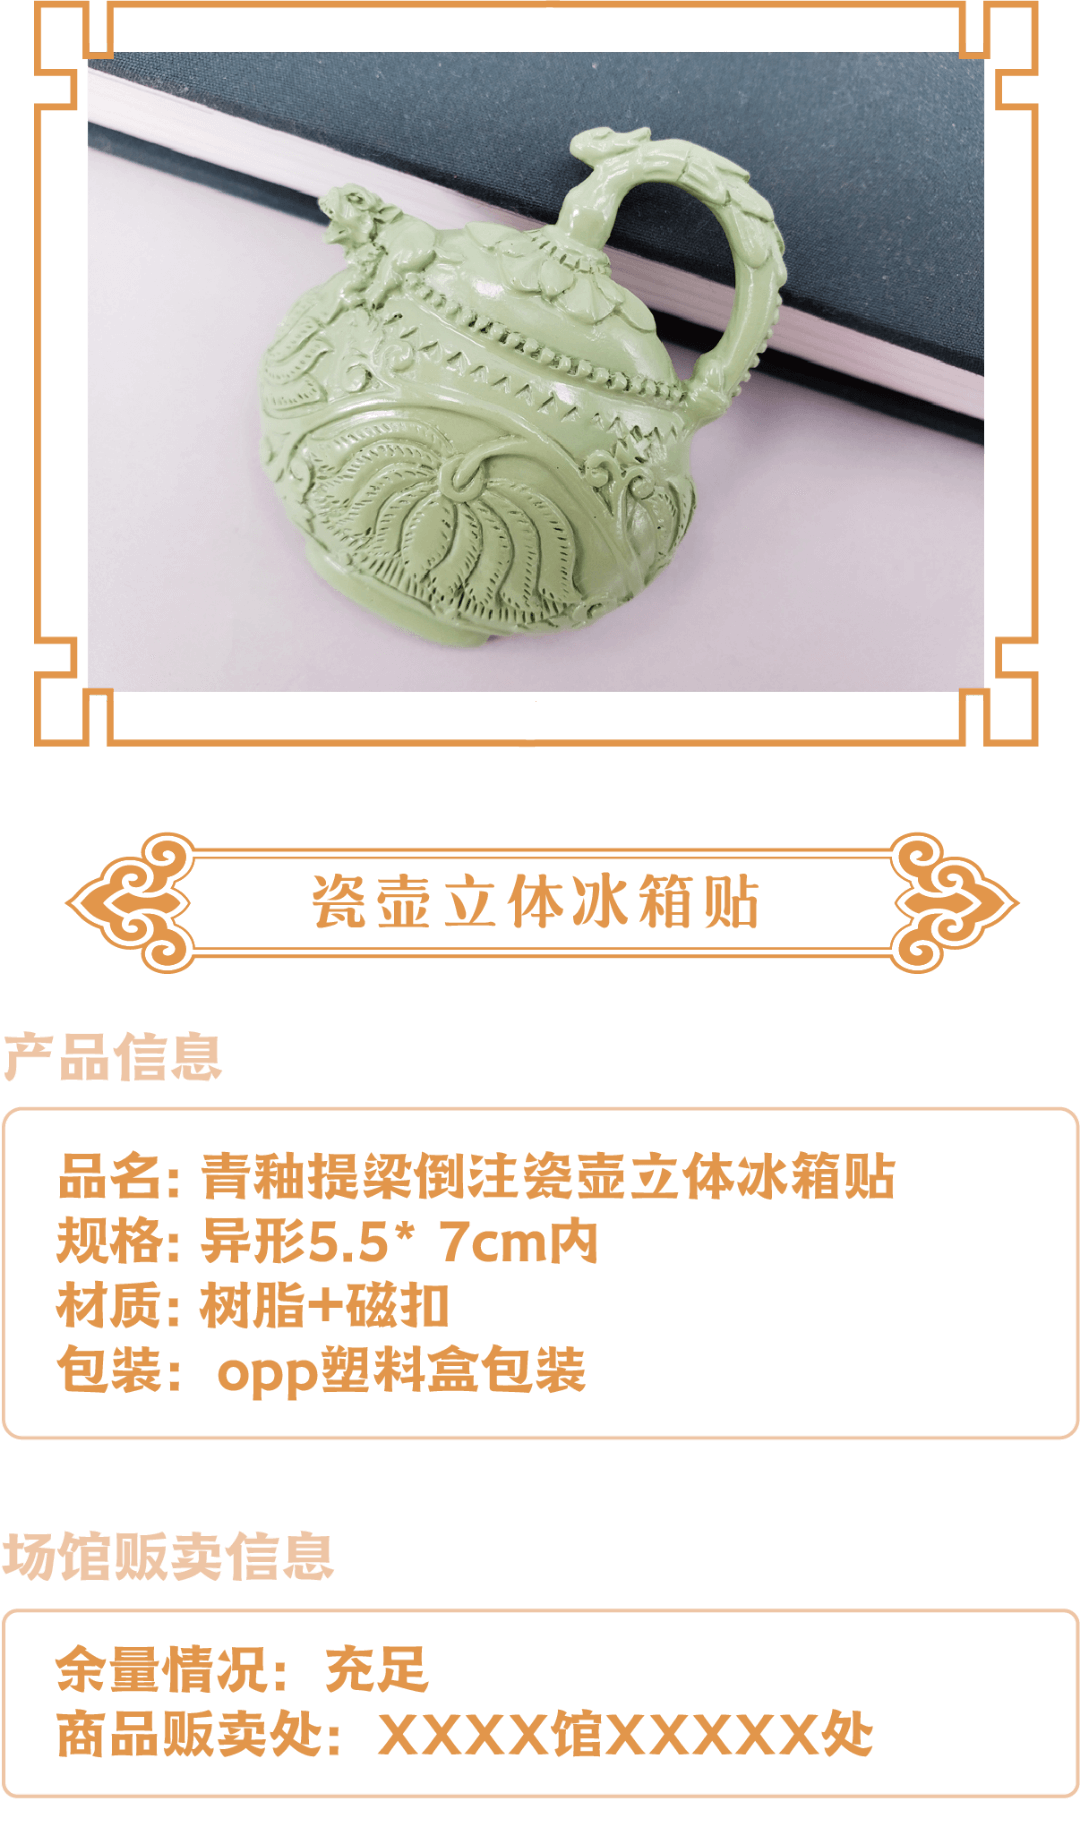 瓷壶立体冰箱贴
产品信息
品名: 青釉提梁倒注瓷壶立体冰箱贴
规格: 异形5.5* 7cm内
材质: 树脂+磁扣
包装： opp塑料盒包装
场馆贩卖信息
余量情况：充足
商品贩卖处：XXXX馆XXXXX处